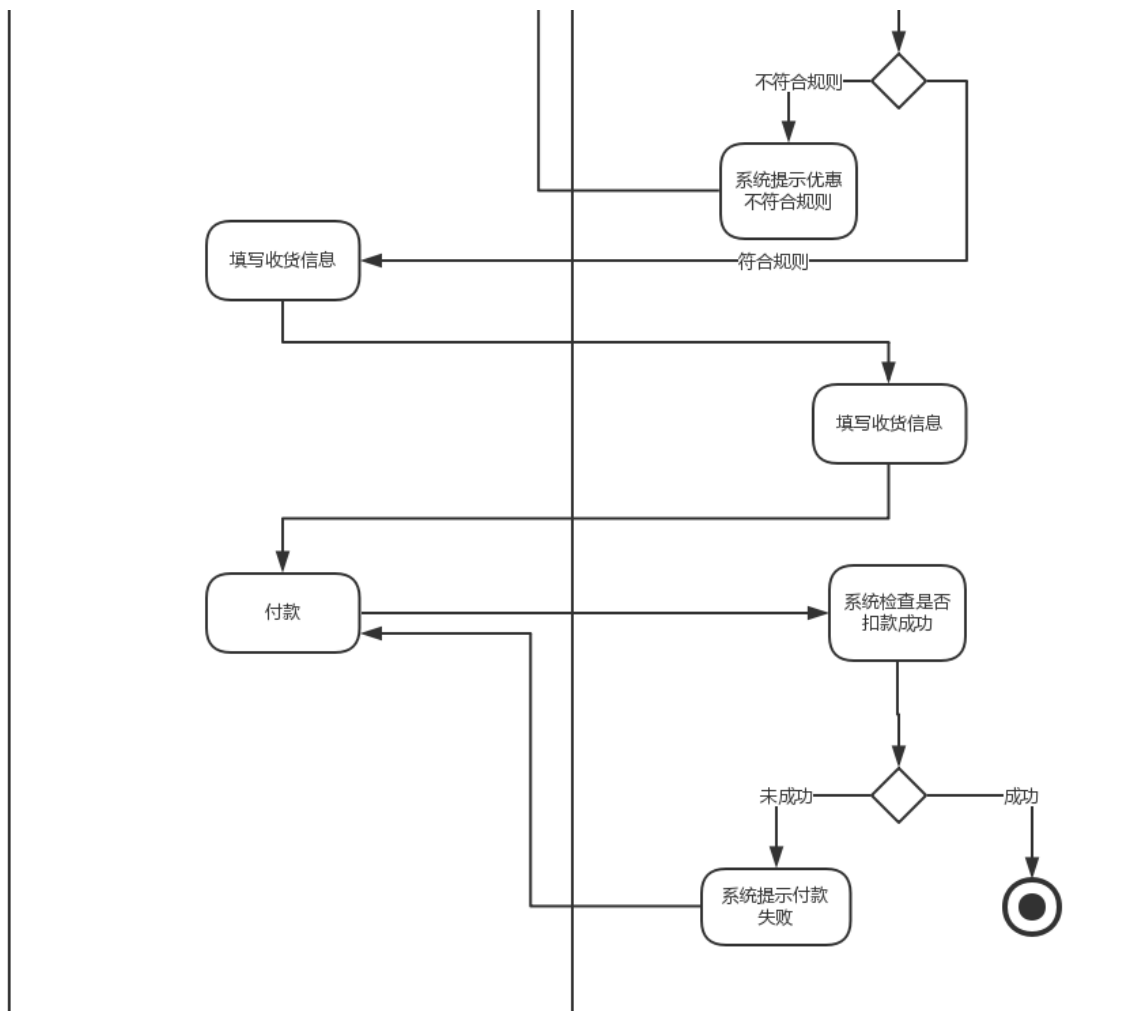 不符合规则
系统提示优惠
不符合规则
填写收货信息
符合规则
填写收货信息
付款
系统检查是否
扣款成功
未成功
成功
系统提示付款
失败